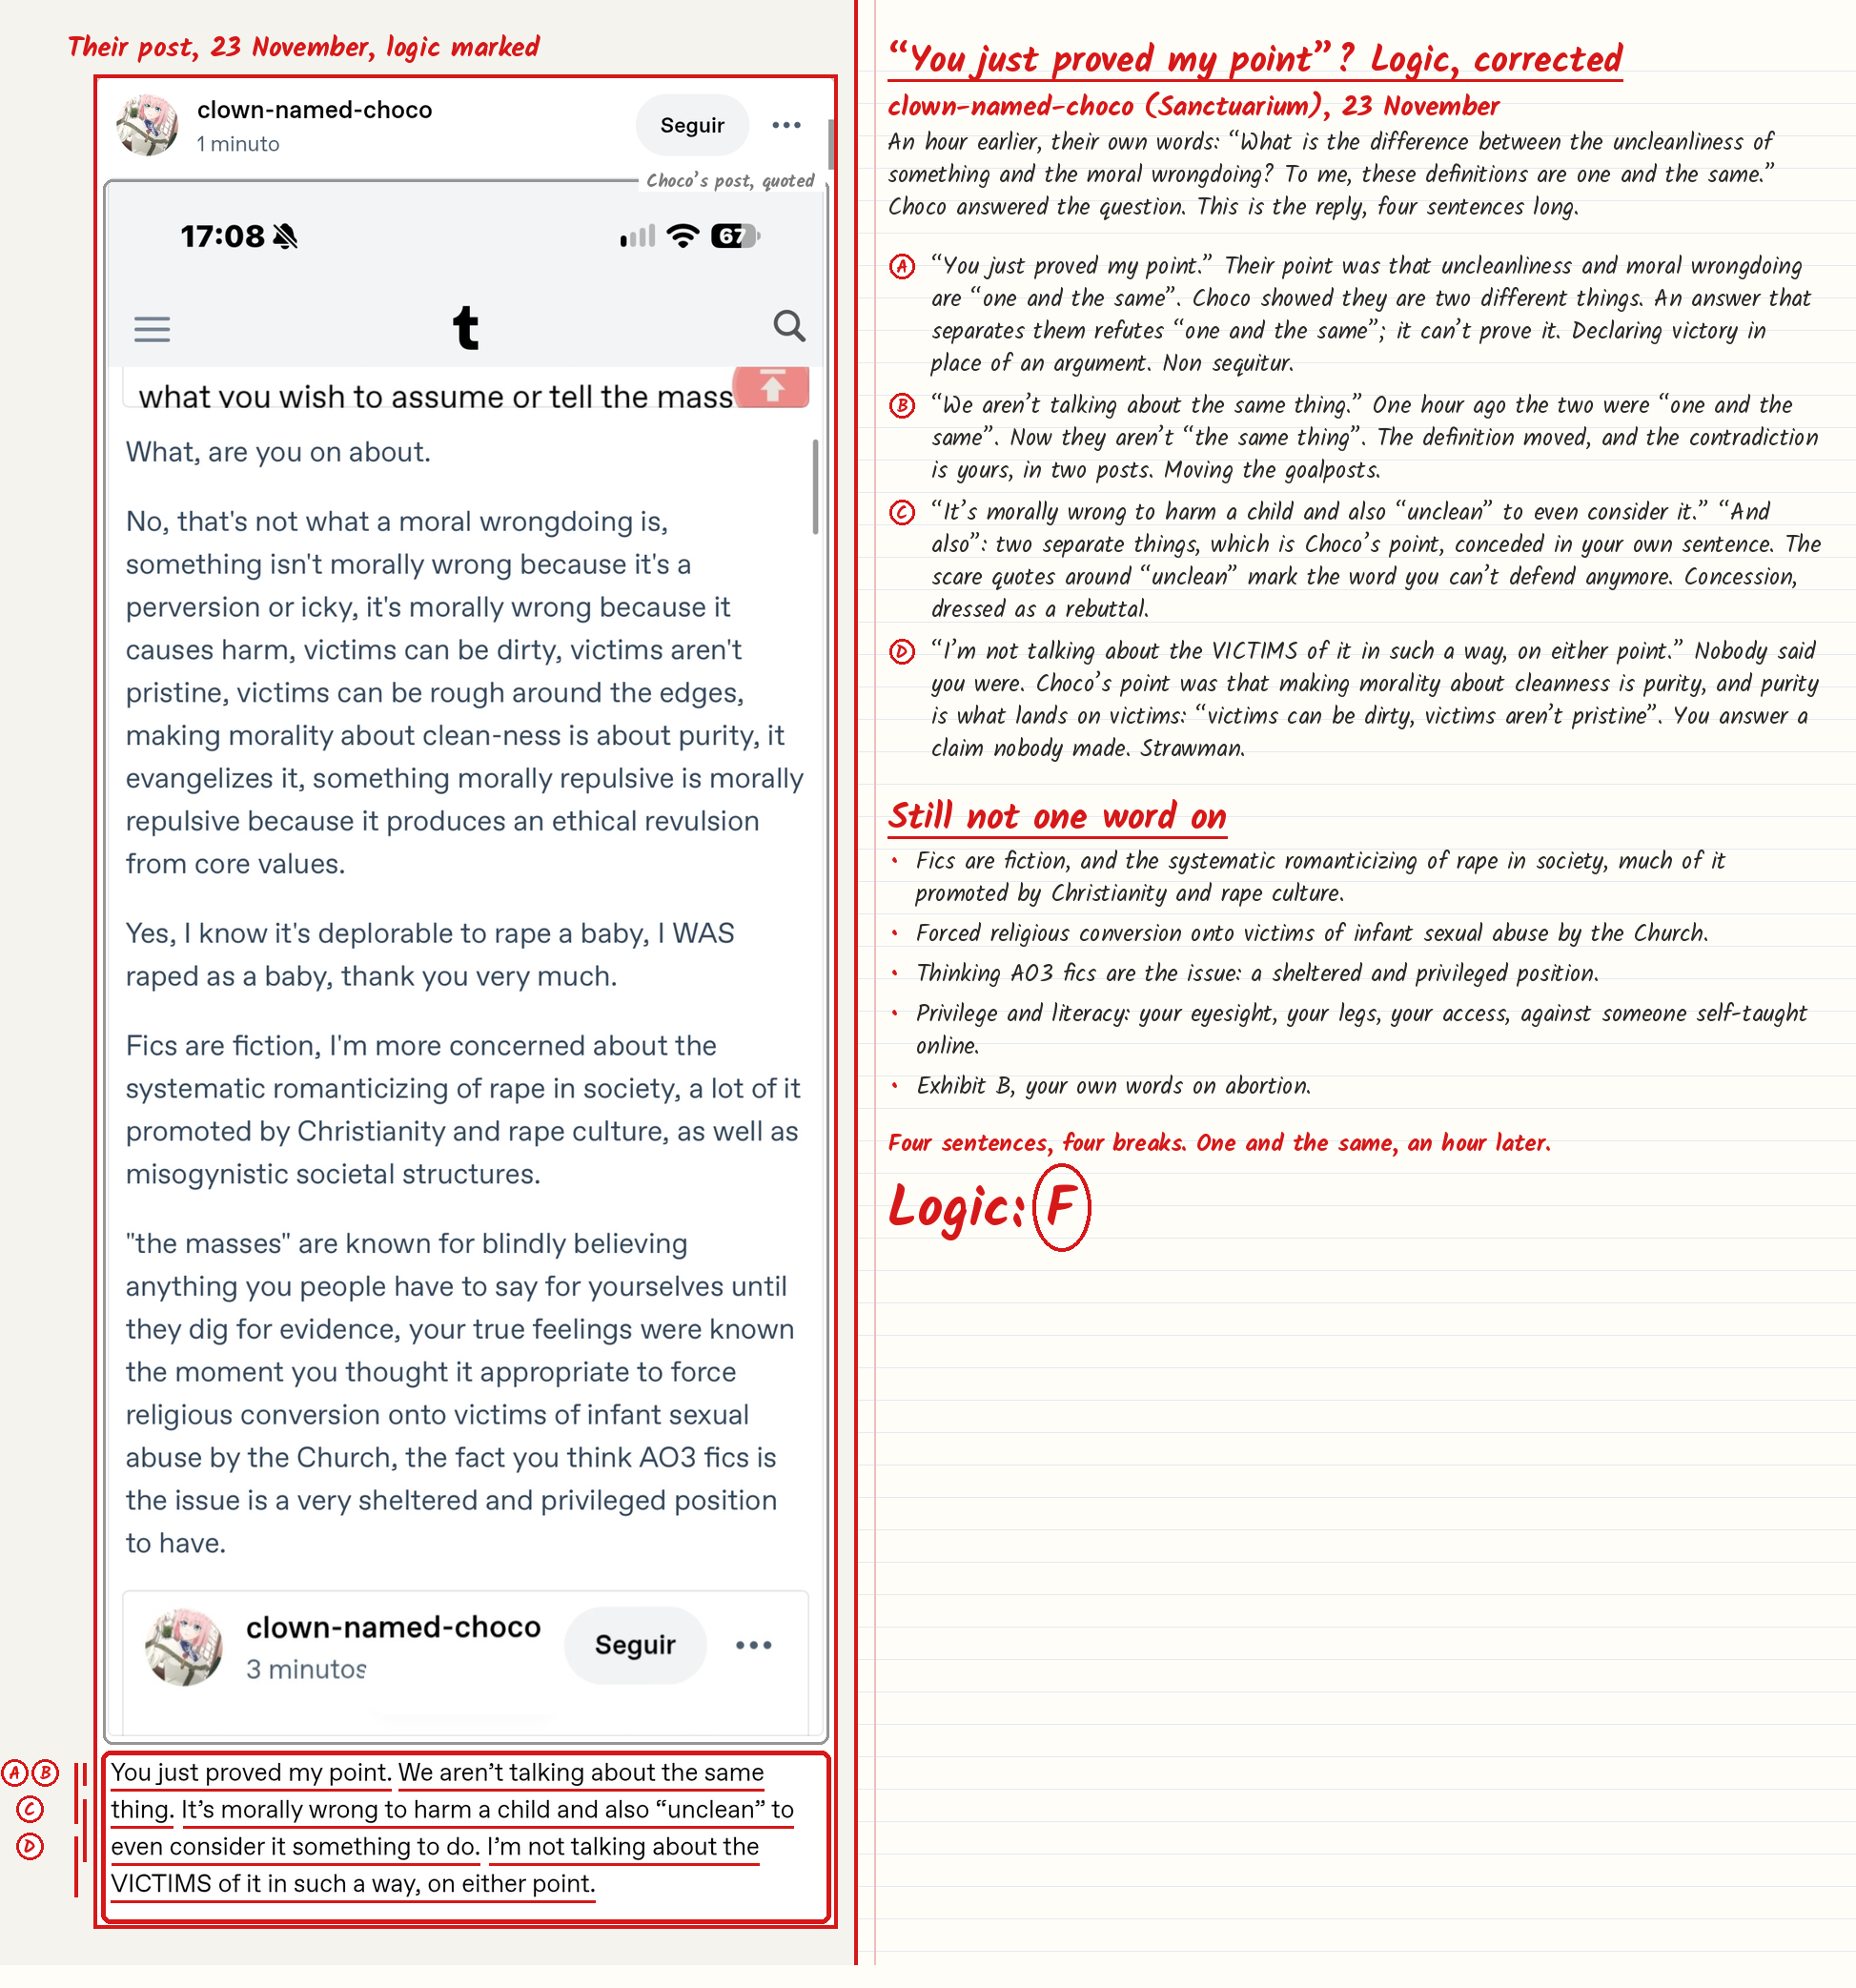 Their post, 23 November, logic marked
clown-named-choco
1 minuto
Seguir
Choco's post, quoted
17:08
67
t
what you wish to assume or tell the mass
What, are you on about.
No, that's not what a moral wrongdoing is,
something isn't morally wrong because it's a
perversion or icky, it's morally wrong because it
causes harm, victims can be dirty, victims aren't
pristine, victims can be rough around the edges,
making morality about clean-ness is about purity, it
evangelizes it, something morally repulsive is morally
repulsive because it produces an ethical revulsion
from core values.
Yes, I know it's deplorable to rape a baby, I WAS
raped as a baby, thank you very much.
Fics are fiction, I'm more concerned about the
systematic romanticizing of rape in society, a lot of it
promoted by Christianity and rape culture, as well as
misogynistic societal structures.
"the masses" are known for blindly believing
anything you people have to say for yourselves until
they dig for evidence, your true feelings were known
the moment you thought it appropriate to force
religious conversion onto victims of infant sexual
abuse by the Church, the fact you think AO3 fics is
the issue is a very sheltered and privileged position
to have.
clown-named-choco
3 minutos
Seguir
A B
C
D
You just proved my point. We aren't talking about the same
thing. It's morally wrong to harm a child and also “unclean” to
even consider it something to do. I'm not talking about the
VICTIMS of it in such a way, on either point.
“You just proved my point”? Logic, corrected
clown-named-choco (Sanctuarium), 23 November
An hour earlier, their own words: “What is the difference between the uncleanliness of
something and the moral wrongdoing? To me, these definitions are one and the same.”
Choco answered the question. This is the reply, four sentences long.
A “You just proved my point.” Their point was that uncleanliness and moral wrongdoing
are “one and the same”. Choco showed they are two different things. An answer that
separates them refutes “one and the same”; it can't prove it. Declaring victory in
place of an argument. Non sequitur.
B “We aren't talking about the same thing.” One hour ago the two were “one and the
same”. Now they aren't “the same thing”. The definition moved, and the contradiction
is yours, in two posts. Moving the goalposts.
C “It's morally wrong to harm a child and also “unclean” to even consider it.” “And
also”: two separate things, which is Choco's point, conceded in your own sentence. The
scare quotes around “unclean” mark the word you can't defend anymore. Concession,
dressed as a rebuttal.
D “I'm not talking about the VICTIMS of it in such a way, on either point.” Nobody said
you were. Choco's point was that making morality about cleanness is purity, and purity
is what lands on victims: “victims can be dirty, victims aren't pristine”. You answer a
claim nobody made. Strawman.
Still not one word on
• Fics are fiction, and the systematic romanticizing of rape in society, much of it
promoted by Christianity and rape culture.
• Forced religious conversion onto victims of infant sexual abuse by the Church.
• Thinking AO3 fics are the issue: a sheltered and privileged position.
• Privilege and literacy: your eyesight, your legs, your access, against someone self-taught
online.
• Exhibit B, your own words on abortion.
Four sentences, four breaks. One and the same, an hour later.
Logic: F